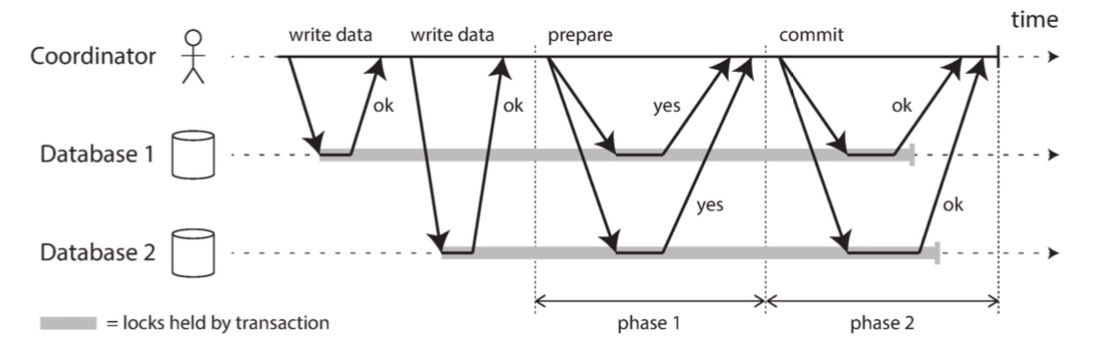 time
write data
write data
prepare
commit
Coordinator
ok
ok
yes
ok
Database 1
yes
ok
Database 2
= locks held by transaction
phase 1
phase 2